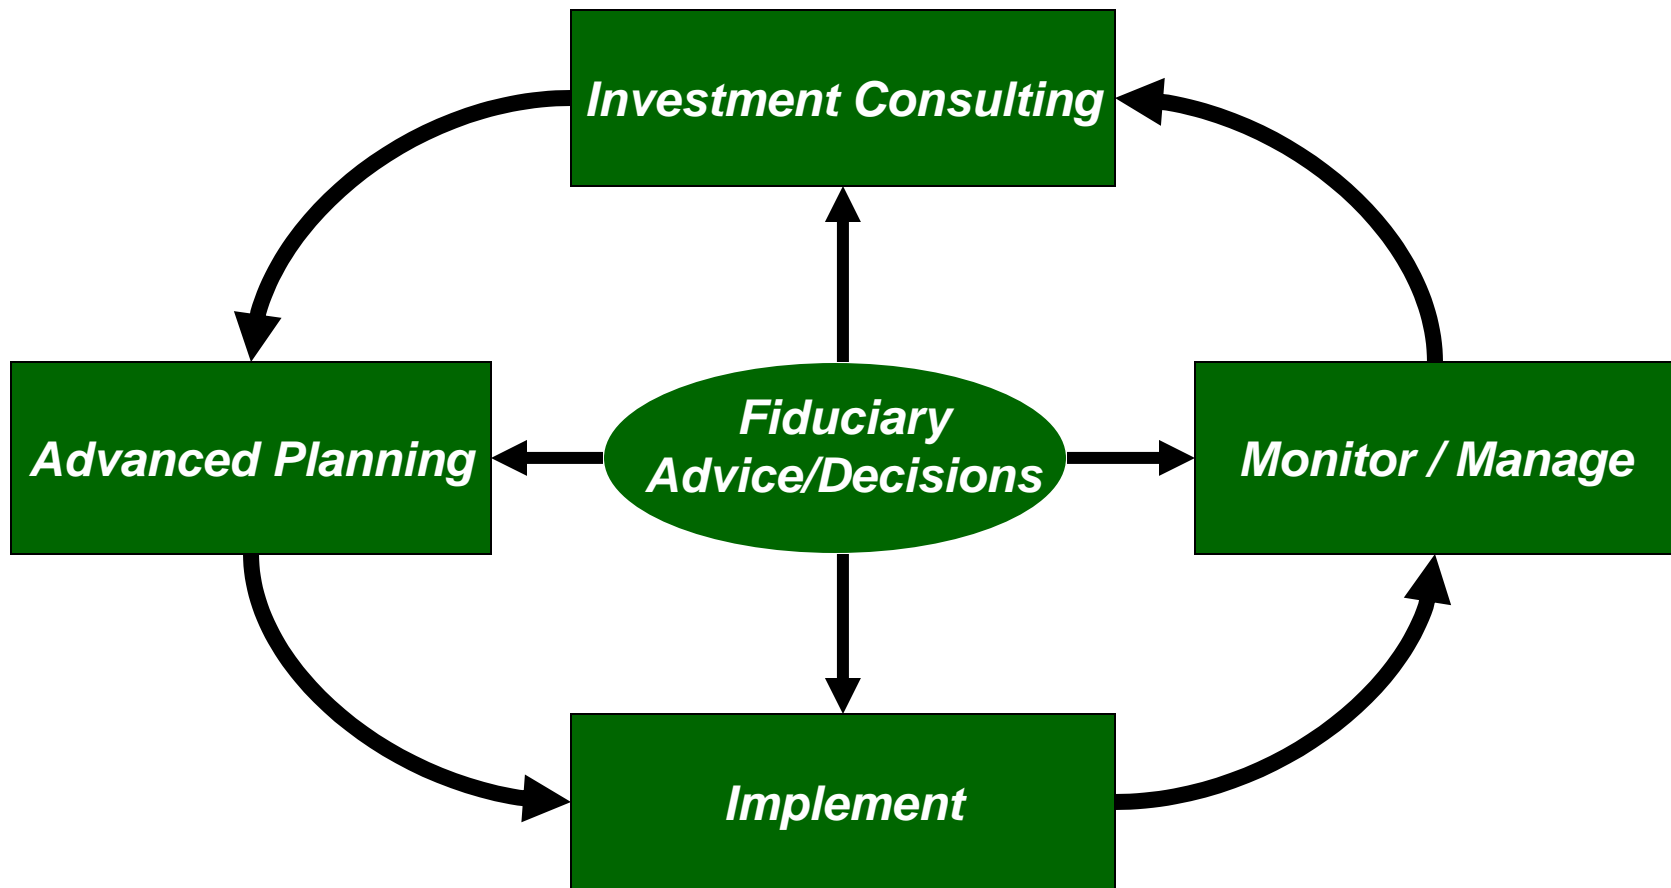 Investment Consulting
Fiduciary
Advice/Decisions
Advanced Planning
Monitor / Manage
Implement